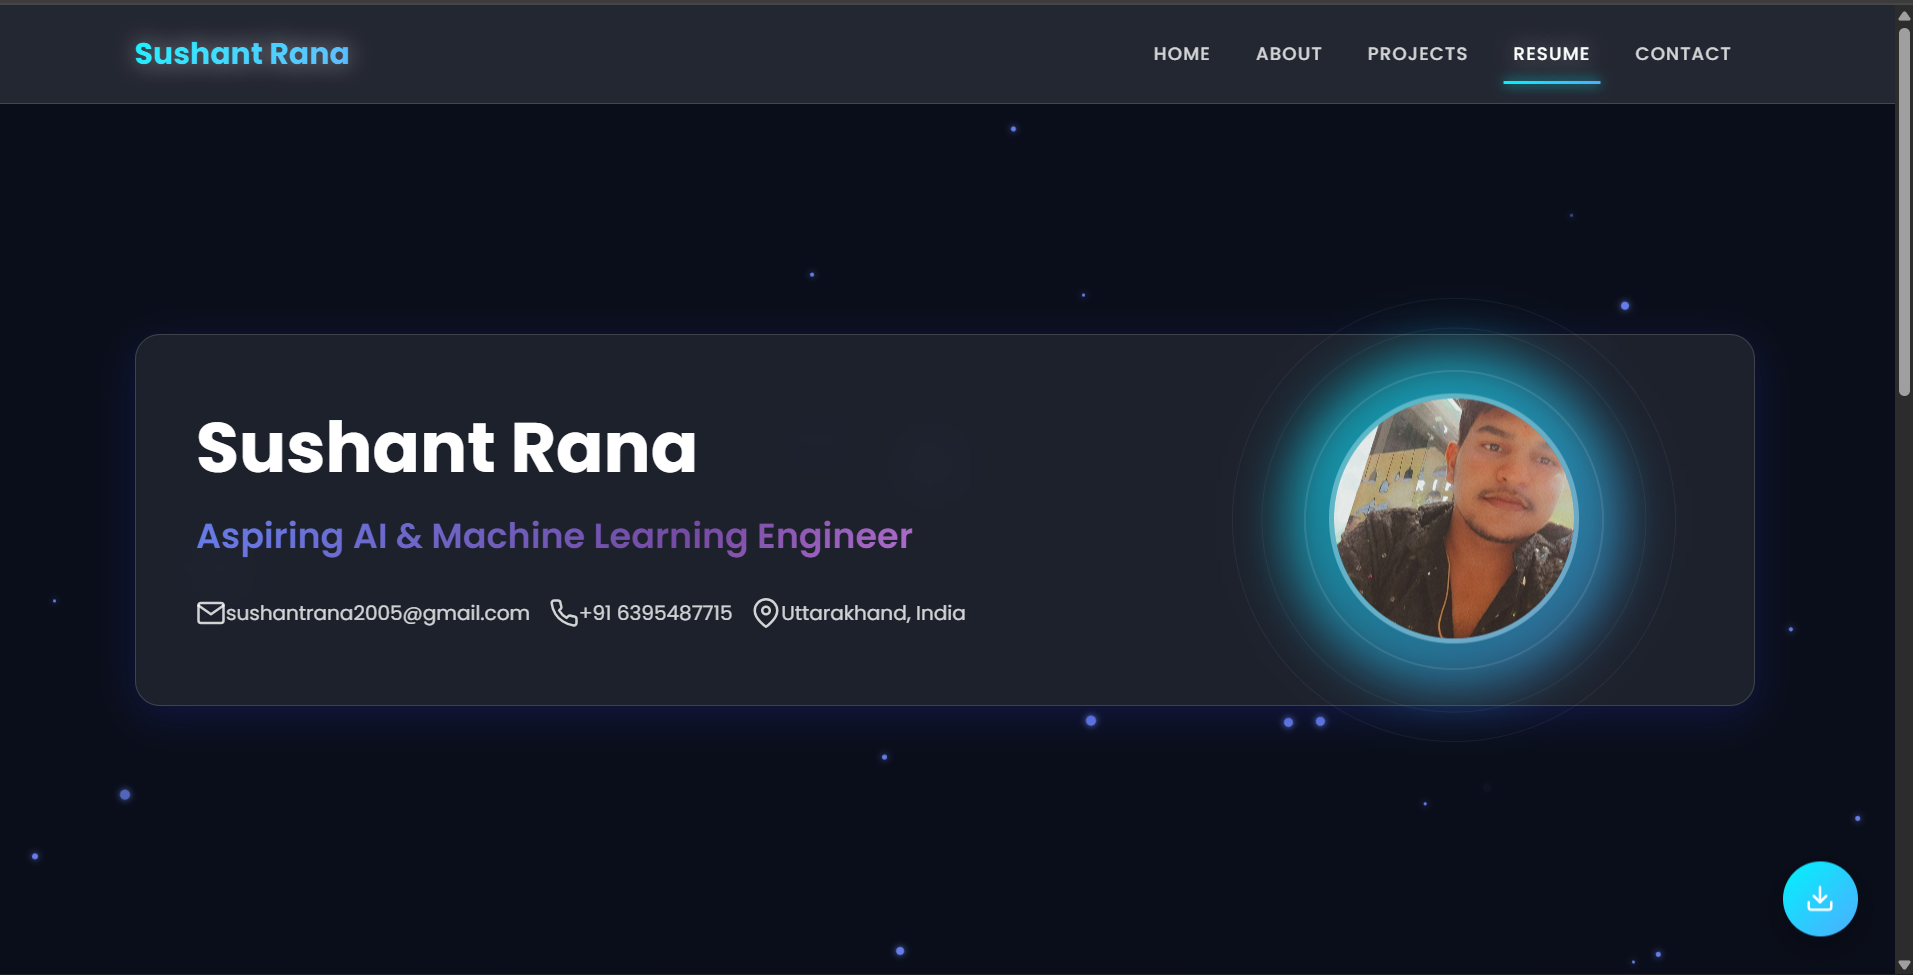 Sushant Rana
HOME ABOUT PROJECTS RESUME CONTACT
Sushant Rana
Aspiring AI & Machine Learning Engineer
sushantrana2005@gmail.com +91 6395487715 Uttarakhand, India